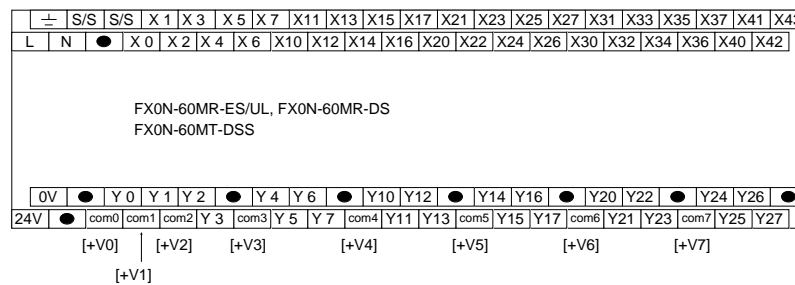 ⏚ S/S S/S X 1 X 3 X 5 X 7 X11 X13 X15 X17 X21 X23 X25 X27 X31 X33 X35 X37 X41 X43
L N ● X 0 X 2 X 4 X 6 X10 X12 X14 X16 X20 X22 X24 X26 X30 X32 X34 X36 X40 X42
FX0N-60MR-ES/UL, FX0N-60MR-DS
FX0N-60MT-DSS
0V ● Y 0 Y 1 Y 2 ● Y 4 Y 6 ● Y10 Y12 ● Y14 Y16 ● Y20 Y22 ● Y24 Y26 ●
24V ● com0 com1 com2 Y 3 com3 Y 5 Y 7 com4 Y11 Y13 com5 Y15 Y17 com6 Y21 Y23 com7 Y25 Y27
[+V0] [+V2] [+V3] [+V4] [+V5] [+V6] [+V7]
[+V1]